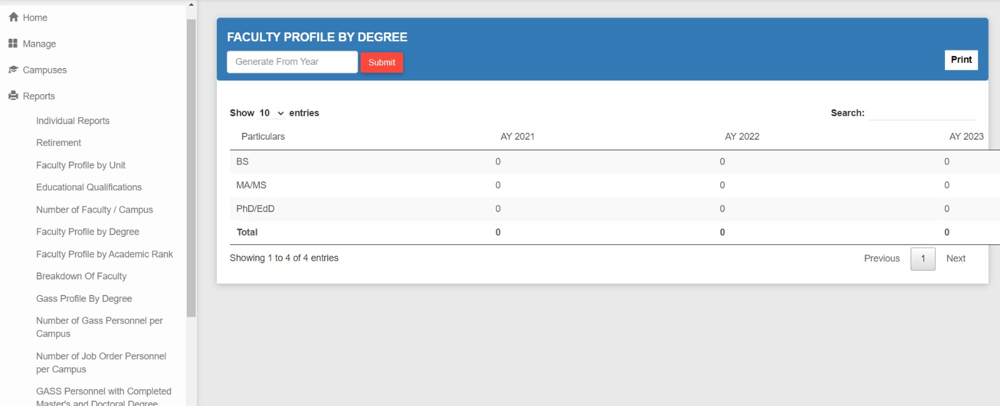 Home
Manage
Campuses
Reports
Individual Reports
Retirement
Faculty Profile by Unit
Educational Qualifications
Number of Faculty / Campus
Faculty Profile by Degree
Faculty Profile by Academic Rank
Breakdown Of Faculty
Gass Profile By Degree
Number of Gass Personnel per
Campus
Number of Job Order Personnel
per Campus
GASS Personnel with Completed
Master's and Doctoral Degree
FACULTY PROFILE BY DEGREE
Generate From Year Submit
Print
Show 10 entries Search:
Particulars AY 2021 AY 2022 AY 2023
BS 0 0 0
MA/MS 0 0 0
PhD/EdD 0 0 0
Total 0 0 0
Showing 1 to 4 of 4 entries Previous 1 Next